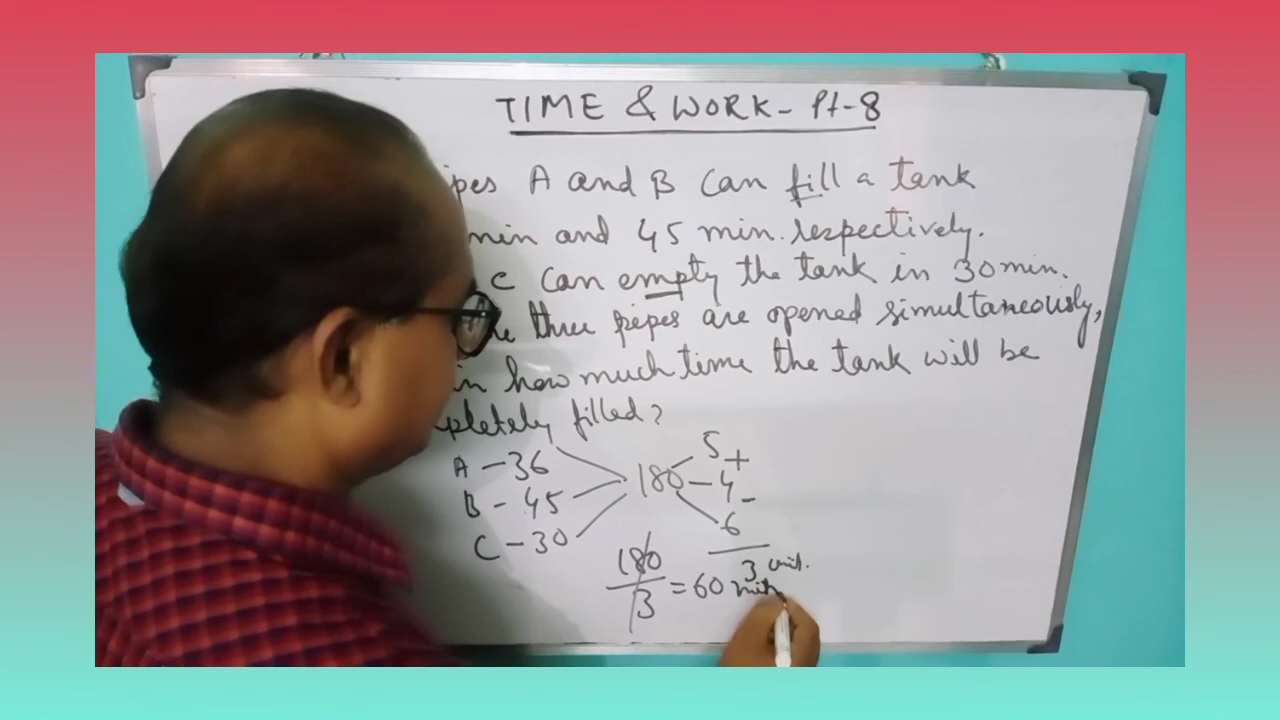 TIME & WORK - Pt-8
pes A and B can fill a tank
min and 45 min. respectively.
C can empty the tank in 30 min.
three pipes are opened simultaneously,
in how much time the tank will be
pletely filled?
A - 36
B - 45
C - 30
180
5 +
4 -
6
3 unit.
180
3
= 60 min